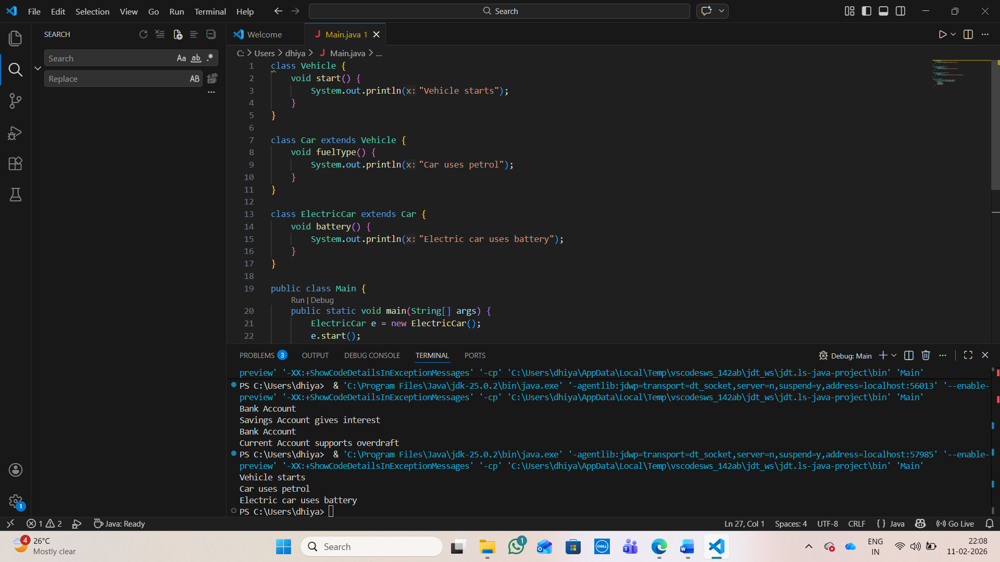 File Edit Selection View Go Run Terminal Help
Search
SEARCH
Search
Aa ab .*
Replace
AB
Welcome
J Main.java 1
C: > Users > dhiya > J Main.java > ...
1 class Vehicle {
2 void start() {
3 System.out.println(x: "Vehicle starts");
4 }
5 }
6
7 class Car extends Vehicle {
8 void fuelType() {
9 System.out.println(x: "Car uses petrol");
10 }
11 }
12
13 class ElectricCar extends Car {
14 void battery() {
15 System.out.println(x: "Electric car uses battery");
16 }
17 }
18
19 public class Main {
Run | Debug
20 public static void main(String[] args) {
21 ElectricCar e = new ElectricCar();
22 e.start();
PROBLEMS 3 OUTPUT DEBUG CONSOLE TERMINAL PORTS
Debug: Main
preview' '-XX:+ShowCodeDetailsInExceptionMessages' '-cp' 'C:\Users\dhiya\AppData\Local\Temp\vscodesws_142ab\jdt_ws\jdt.ls-java-project\bin' 'Main'
PS C:\Users\dhiya>  & 'C:\Program Files\Java\jdk-25.0.2\bin\java.exe' '-agentlib:jdwp=transport=dt_socket,server=n,suspend=y,address=localhost:56013' '--enable-
preview' '-XX:+ShowCodeDetailsInExceptionMessages' '-cp' 'C:\Users\dhiya\AppData\Local\Temp\vscodesws_142ab\jdt_ws\jdt.ls-java-project\bin' 'Main'
Bank Account
Savings Account gives interest
Bank Account
Current Account supports overdraft
PS C:\Users\dhiya>  & 'C:\Program Files\Java\jdk-25.0.2\bin\java.exe' '-agentlib:jdwp=transport=dt_socket,server=n,suspend=y,address=localhost:57985' '--enable-
preview' '-XX:+ShowCodeDetailsInExceptionMessages' '-cp' 'C:\Users\dhiya\AppData\Local\Temp\vscodesws_142ab\jdt_ws\jdt.ls-java-project\bin' 'Main'
Vehicle starts
Car uses petrol
Electric car uses battery
PS C:\Users\dhiya>
1
1 2 Java: Ready
Ln 27, Col 1 Spaces: 4 UTF-8 CRLF {} Java Go Live
4 26°C
Mostly clear
Search
1
DELL
ENG
IN
22:08
11-02-2026